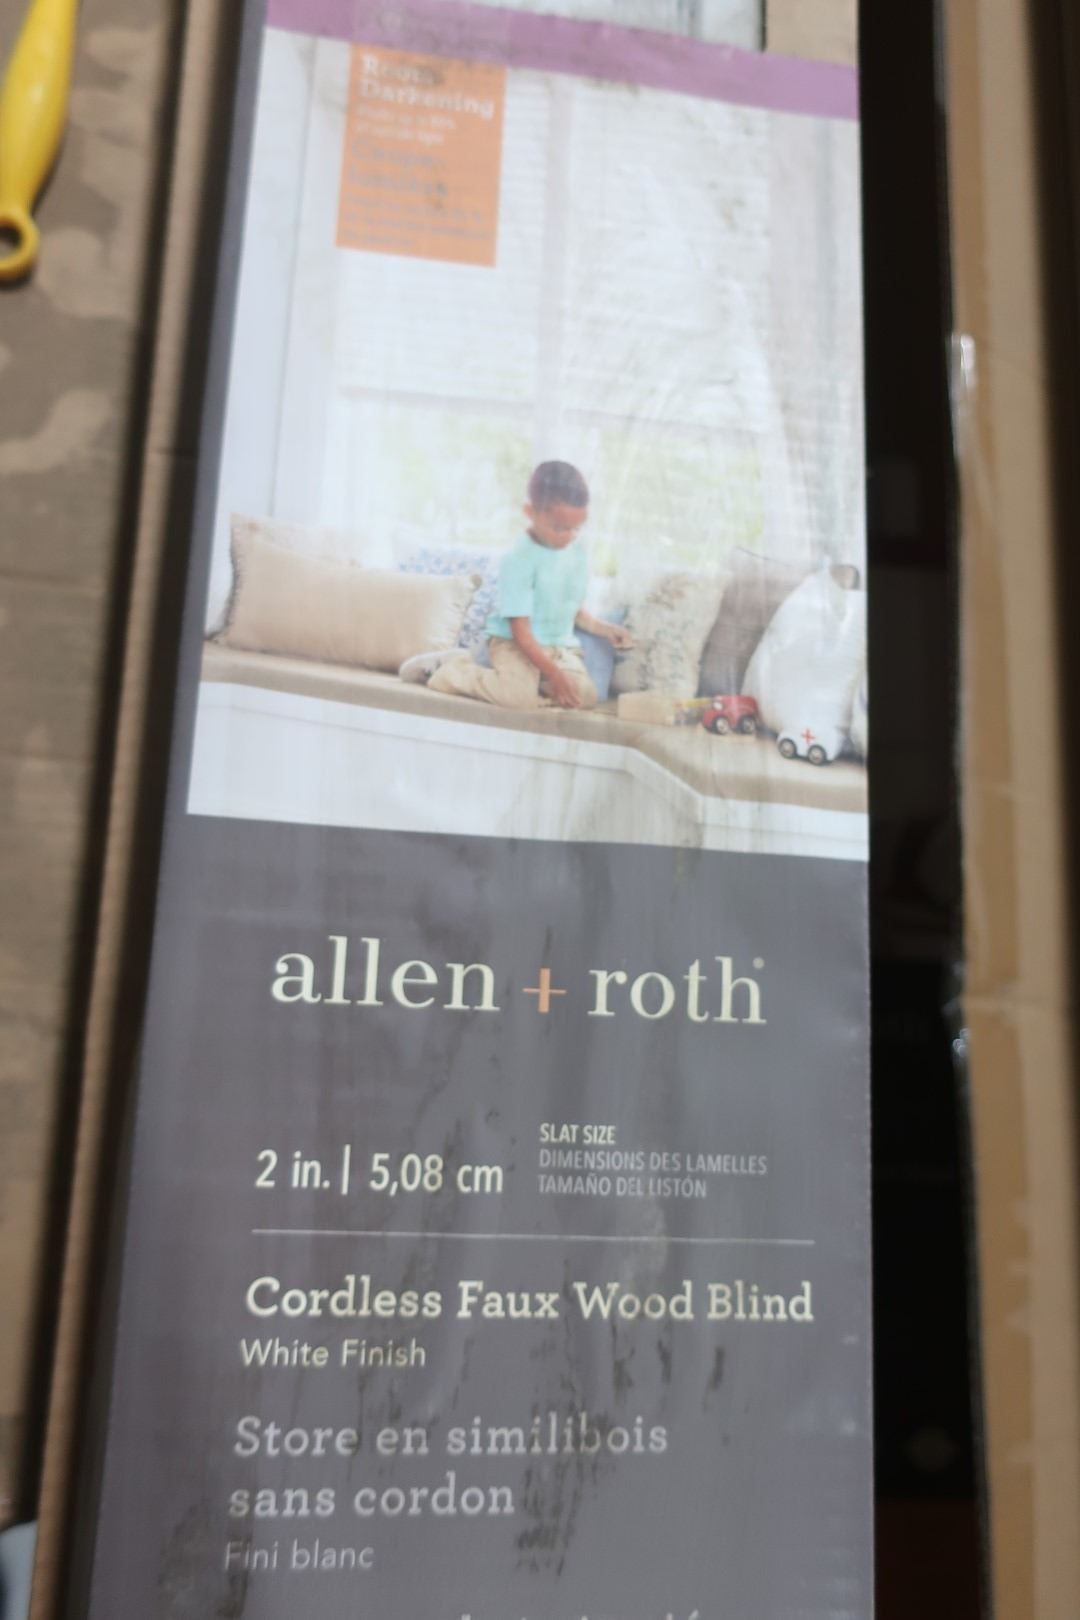 Room
Darkening
allen + roth®
2 in. | 5,08 cm
SLAT SIZE
DIMENSIONS DES LAMELLES
TAMAÑO DEL LISTÓN
Cordless Faux Wood Blind
White Finish
Store en similibois
sans cordon
Fini blanc